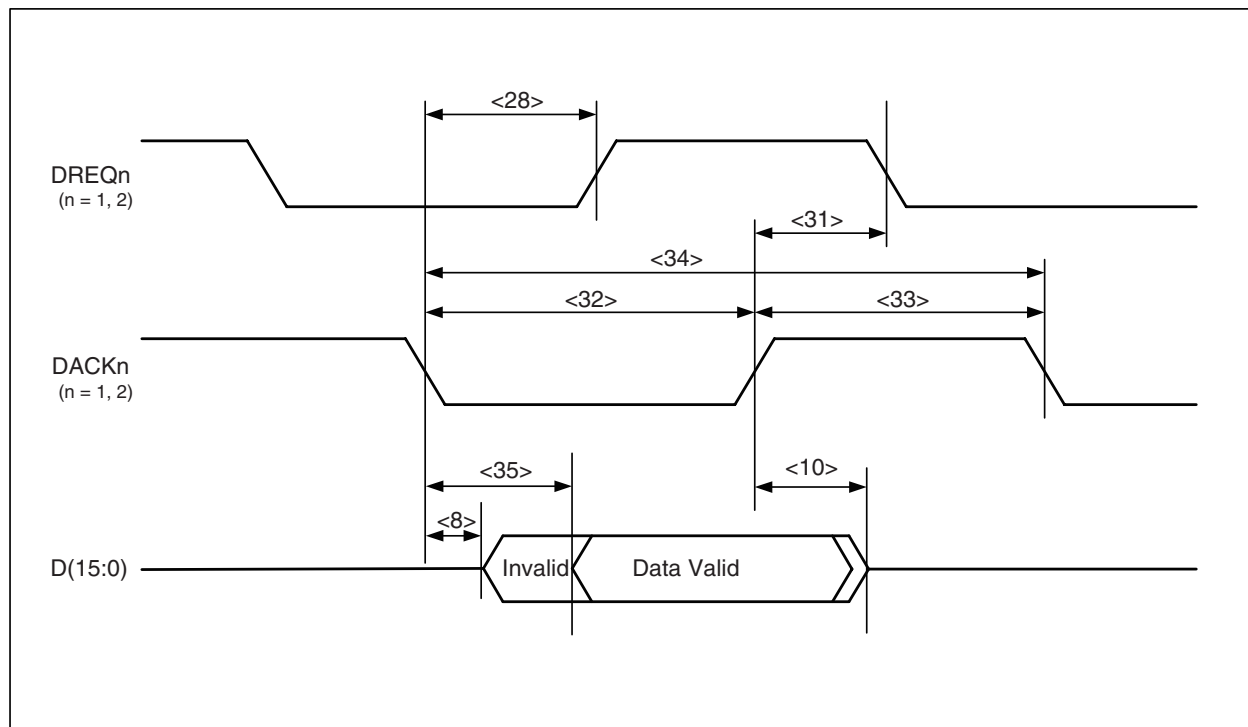 <28>
DREQn
(n = 1, 2)
<31>
<34>
<32>
<33>
DACKn
(n = 1, 2)
<35>
<10>
<8>
D(15:0)
Invalid
Data Valid